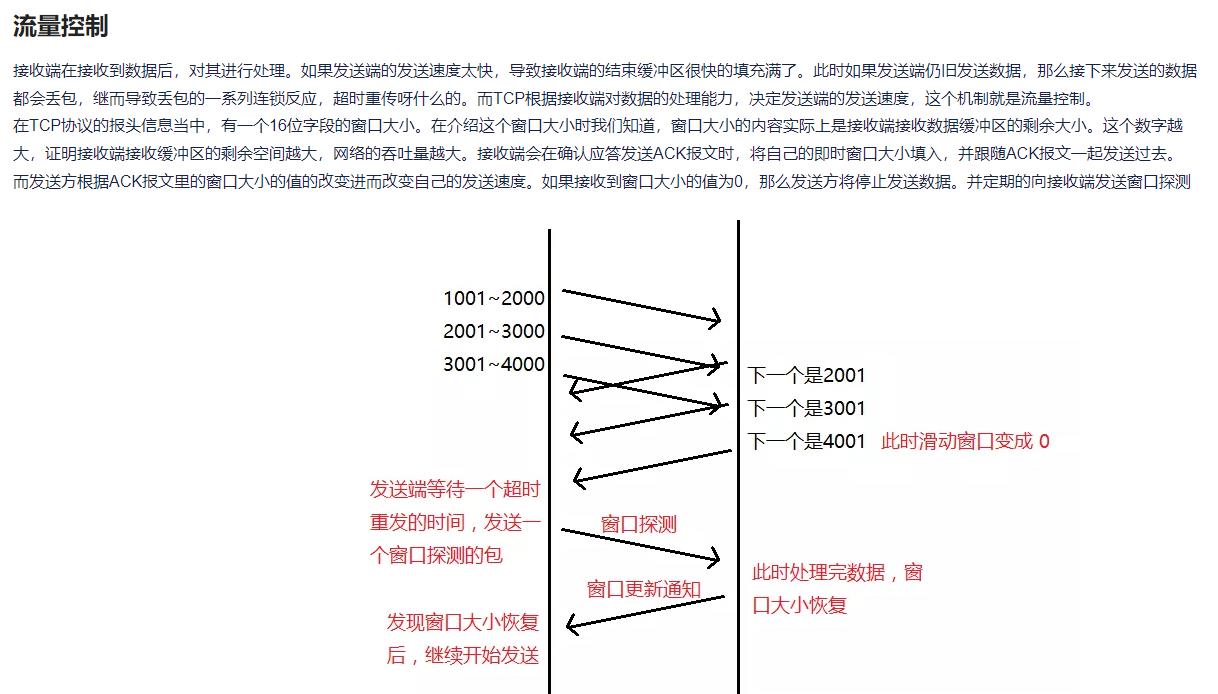 流量控制
接收端在接收到数据后，对其进行处理。如果发送端的发送速度太快，导致接收端的结束缓冲区很快的填充满了。此时如果发送端仍旧发送数据，那么接下来发送的数据
都会丢包，继而导致丢包的一系列连锁反应，超时重传呀什么的。而TCP根据接收端对数据的处理能力，决定发送端的发送速度，这个机制就是流量控制。
在TCP协议的报头信息当中，有一个16位字段的窗口大小。在介绍这个窗口大小时我们知道，窗口大小的内容实际上是接收端接收数据缓冲区的剩余大小。这个数字越
大，证明接收端接收缓冲区的剩余空间越大，网络的吞吐量越大。接收端会在确认应答发送ACK报文时，将自己的即时窗口大小填入，并跟随ACK报文一起发送过去。
而发送方根据ACK报文里的窗口大小的值的改变进而改变自己的发送速度。如果接收到窗口大小的值为0，那么发送方将停止发送数据。并定期的向接收端发送窗口探测
1001~2000
2001~3000
3001~4000
下一个是2001
下一个是3001
下一个是4001 此时滑动窗口变成 0
发送端等待一个超时
重发的时间，发送一
个窗口探测的包
窗口探测
此时处理完数据，窗
口大小恢复
窗口更新通知
发现窗口大小恢复
后，继续开始发送